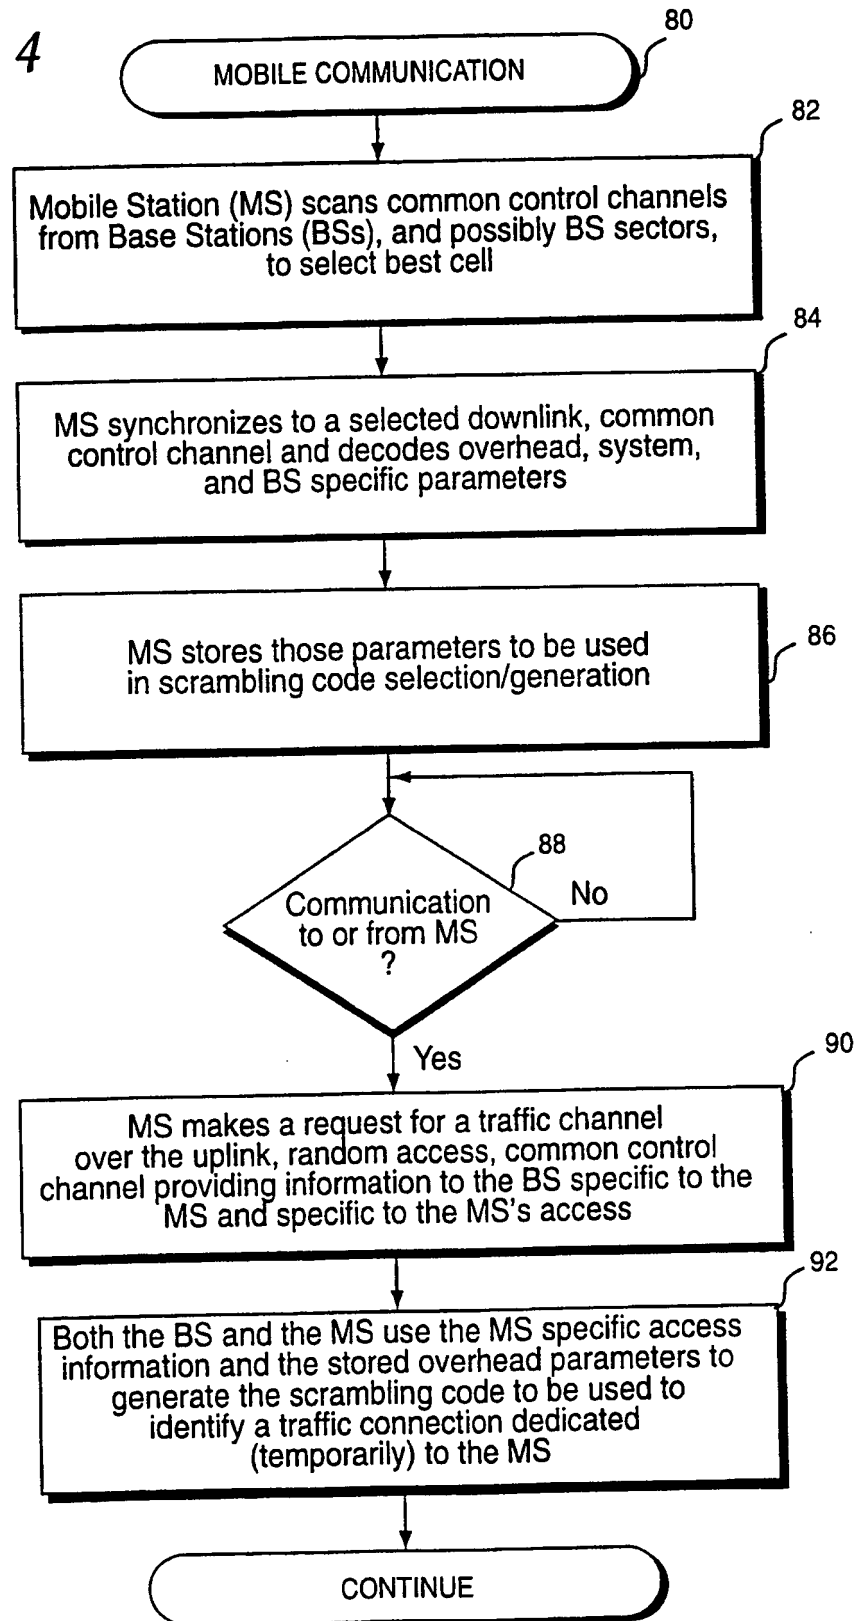 4
80
MOBILE COMMUNICATION
82
Mobile Station (MS) scans common control channels
from Base Stations (BSs), and possibly BS sectors,
to select best cell
84
MS synchronizes to a selected downlink, common
control channel and decodes overhead, system,
and BS specific parameters
86
MS stores those parameters to be used
in scrambling code selection/generation
88
Communication
to or from MS
?
No
Yes
90
MS makes a request for a traffic channel
over the uplink, random access, common control
channel providing information to the BS specific to the
MS and specific to the MS's access
92
Both the BS and the MS use the MS specific access
information and the stored overhead parameters to
generate the scrambling code to be used to
identify a traffic connection dedicated
(temporarily) to the MS
CONTINUE